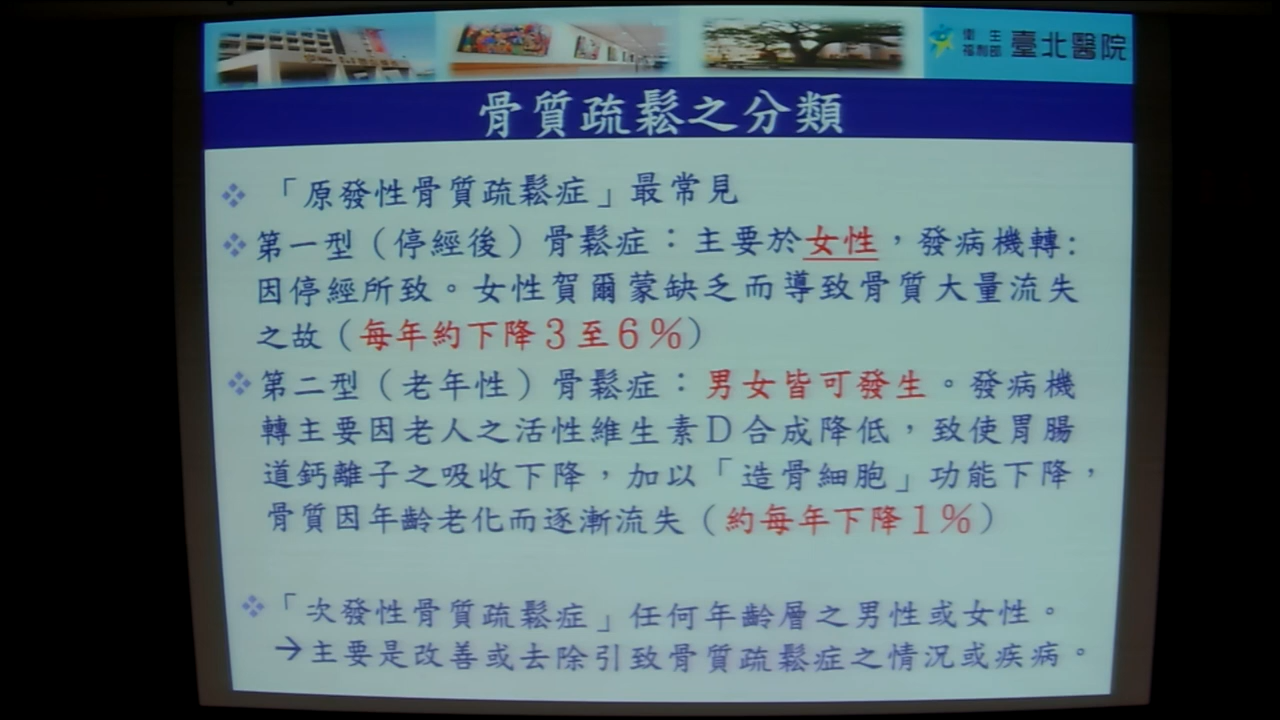 衛生
福利部 臺北醫院
骨質疏鬆之分類
「原發性骨質疏鬆症」最常見
第一型（停經後）骨鬆症：主要於女性，發病機轉:
因停經所致。女性賀爾蒙缺乏而導致骨質大量流失
之故（每年約下降3至6%）
第二型（老年性）骨鬆症：男女皆可發生。發病機
轉主要因老人之活性維生素D合成降低，致使胃腸
道鈣離子之吸收下降，加以「造骨細胞」功能下降，
骨質因年齡老化而逐漸流失（約每年下降1%）
「次發性骨質疏鬆症」任何年齡層之男性或女性。
→主要是改善或去除引致骨質疏鬆症之情況或疾病。